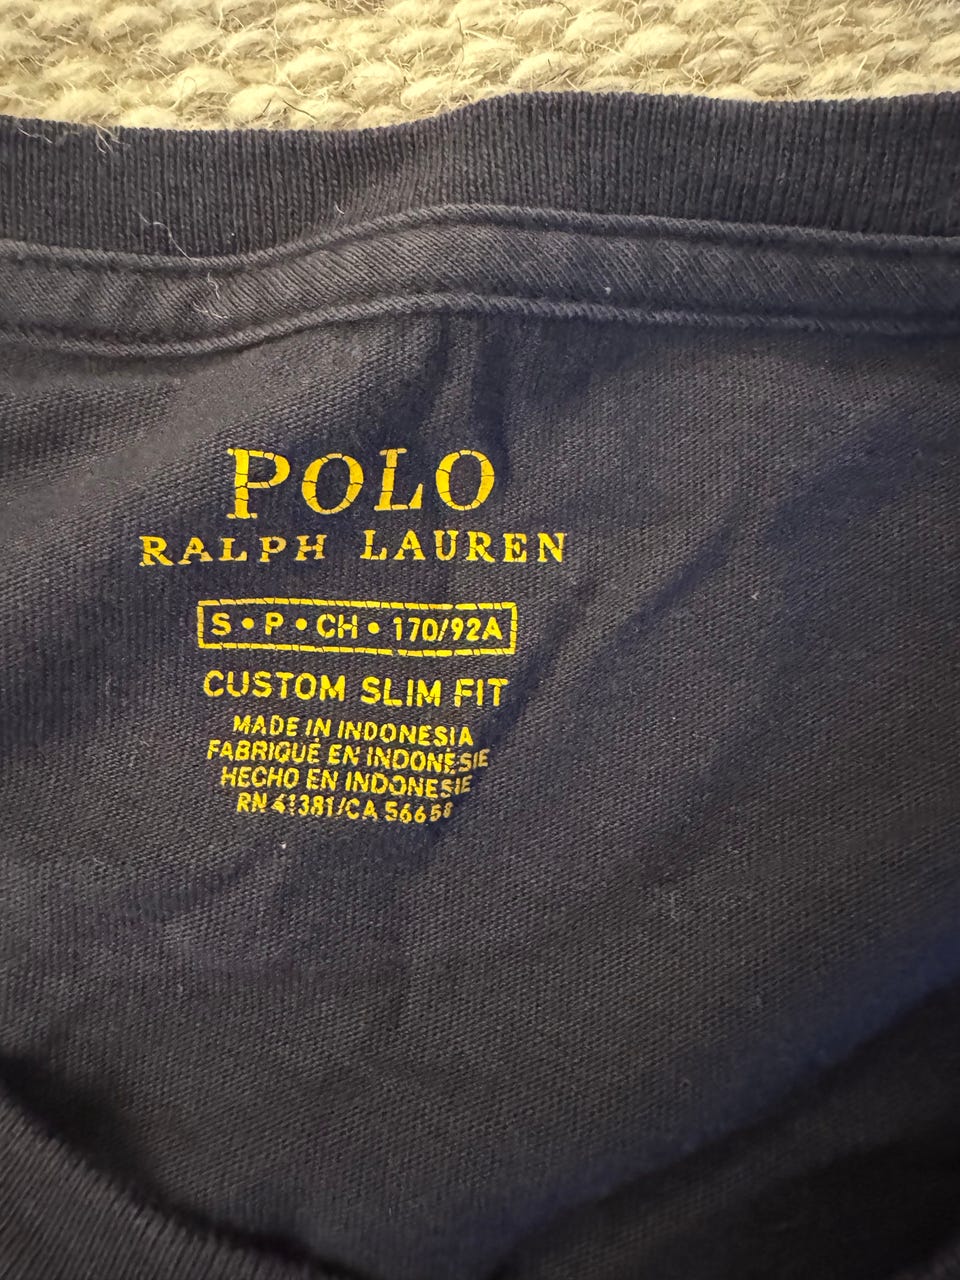 POLO
RALPH LAUREN
S • P • CH • 170/92A
CUSTOM SLIM FIT
MADE IN INDONESIA
FABRIQUÉ EN INDONÉSIE
HECHO EN INDONESIE
RN 41381/CA 56658